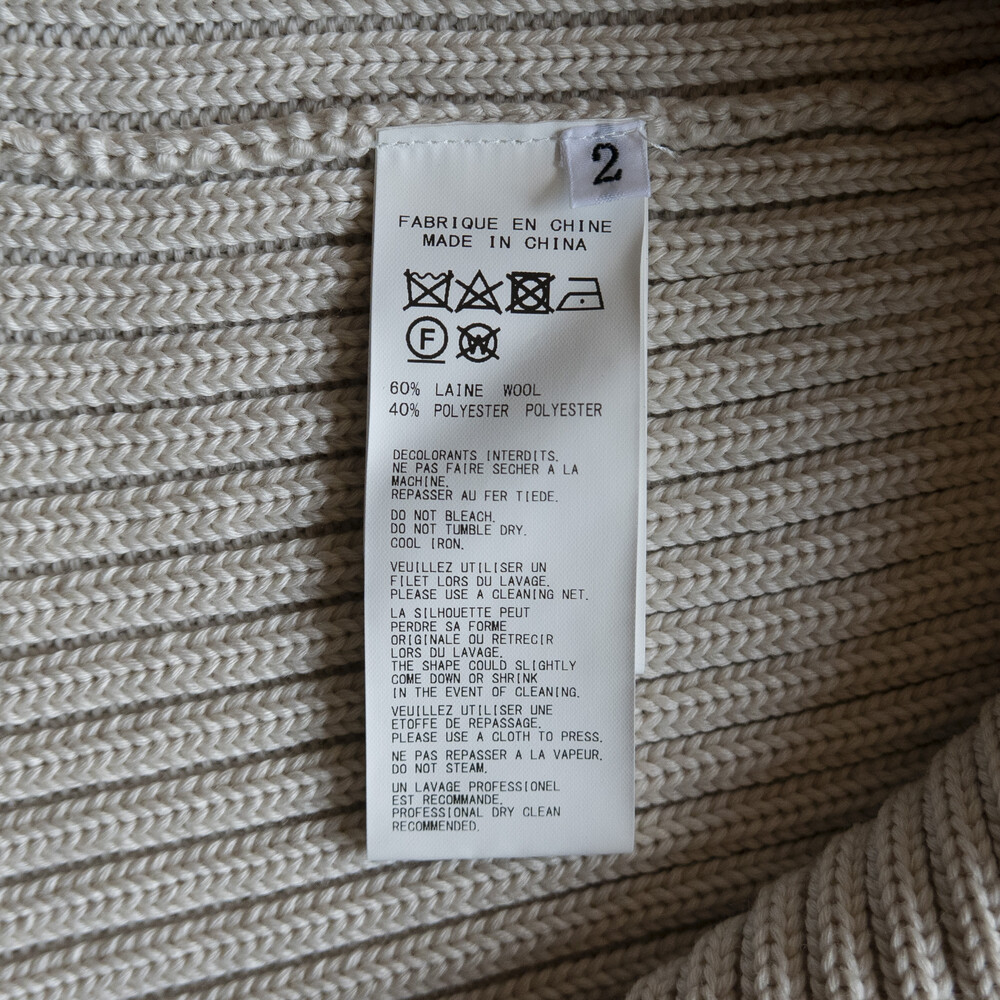 2
FABRIQUE EN CHINE
MADE IN CHINA
F
W
60% LAINE WOOL
40% POLYESTER POLYESTER
DECOLORANTS INTERDITS.
NE PAS FAIRE SECHER A LA
MACHINE.
REPASSER AU FER TIEDE.
DO NOT BLEACH.
DO NOT TUMBLE DRY.
COOL IRON.
VEUILLEZ UTILISER UN
FILET LORS DU LAVAGE.
PLEASE USE A CLEANING NET.
LA SILHOUETTE PEUT
PERDRE SA FORME
ORIGINALE OU RETRECIR
LORS DU LAVAGE.
THE SHAPE COULD SLIGHTLY
COME DOWN OR SHRINK
IN THE EVENT OF CLEANING.
VEUILLEZ UTILISER UNE
ETOFFE DE REPASSAGE.
PLEASE USE A CLOTH TO PRESS.
NE PAS REPASSER A LA VAPEUR.
DO NOT STEAM.
UN LAVAGE PROFESSIONEL
EST RECOMMANDE.
PROFESSIONAL DRY CLEAN
RECOMMENDED.